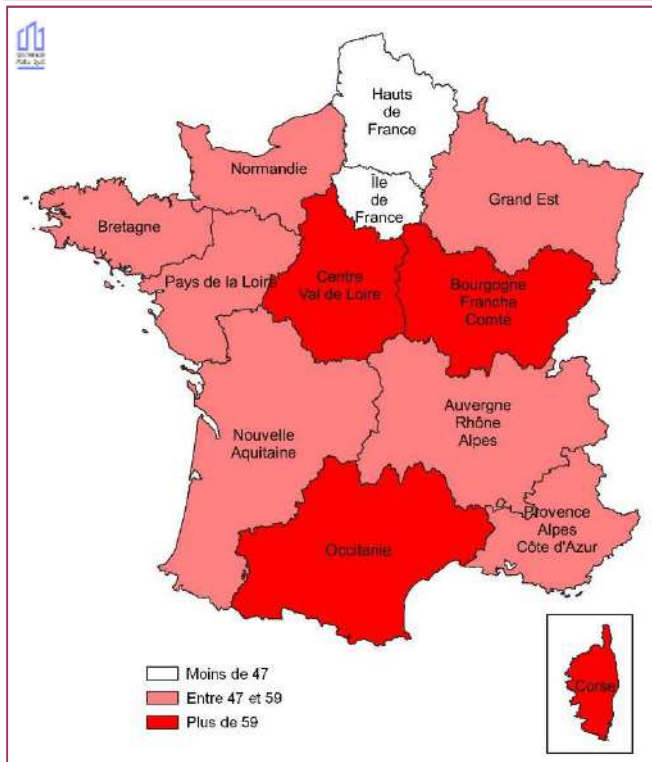 Hauts
de
France
Normandie
Île
de
France
Grand Est
Bretagne
Pays de la Loire
Centre
Val de Loire
Bourgogne
Franche
Comté
Auvergne
Rhône
Alpes
Nouvelle
Aquitaine
Provence
Alpes
Côte d'Azur
Occitanie
Corse
Moins de 47
Entre 47 et 59
Plus de 59